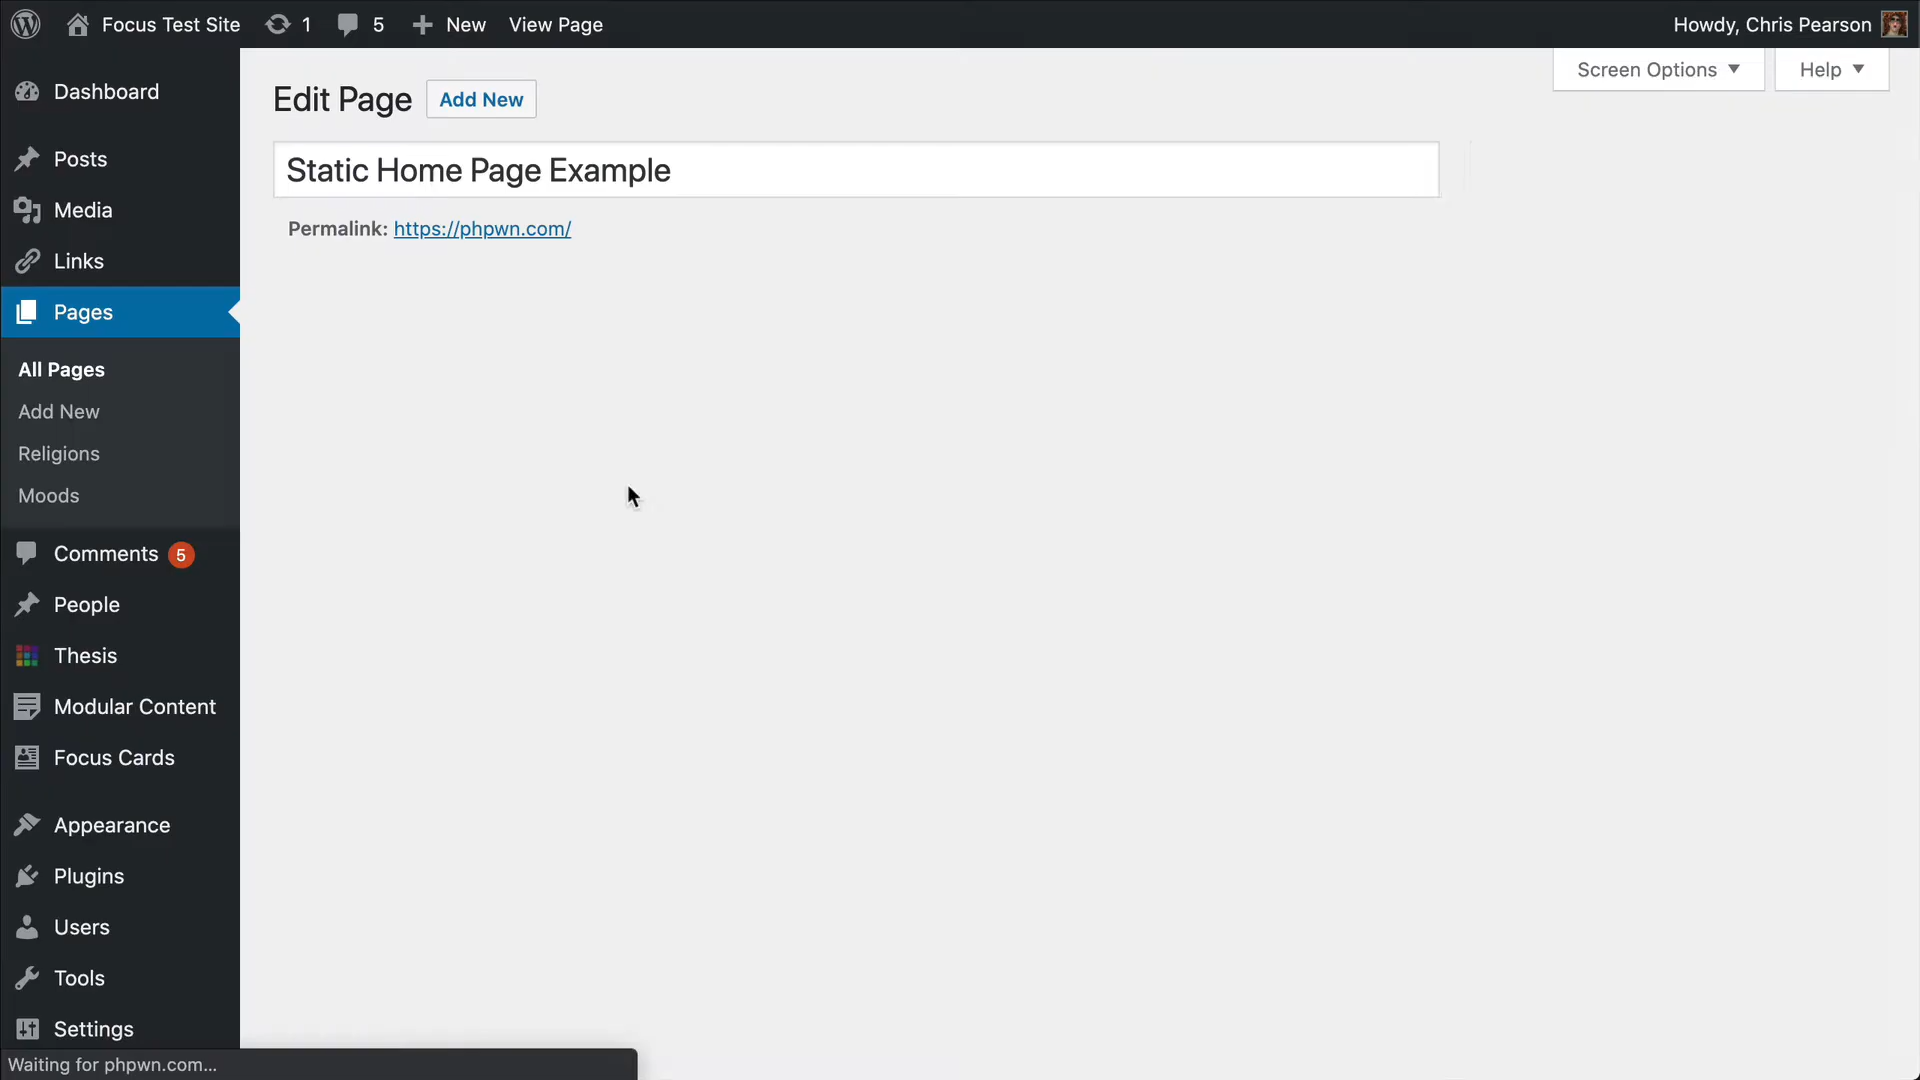 Focus Test Site 1 5 New View Page Howdy, Chris Pearson
Screen Options Help
Dashboard
Posts
Media
Links
Pages
All Pages
Add New
Religions
Moods
Comments 5
People
Thesis
Modular Content
Focus Cards
Appearance
Plugins
Users
Tools
Settings
Edit Page Add New
Static Home Page Example
Permalink: https://phpwn.com/
Waiting for phpwn.com...